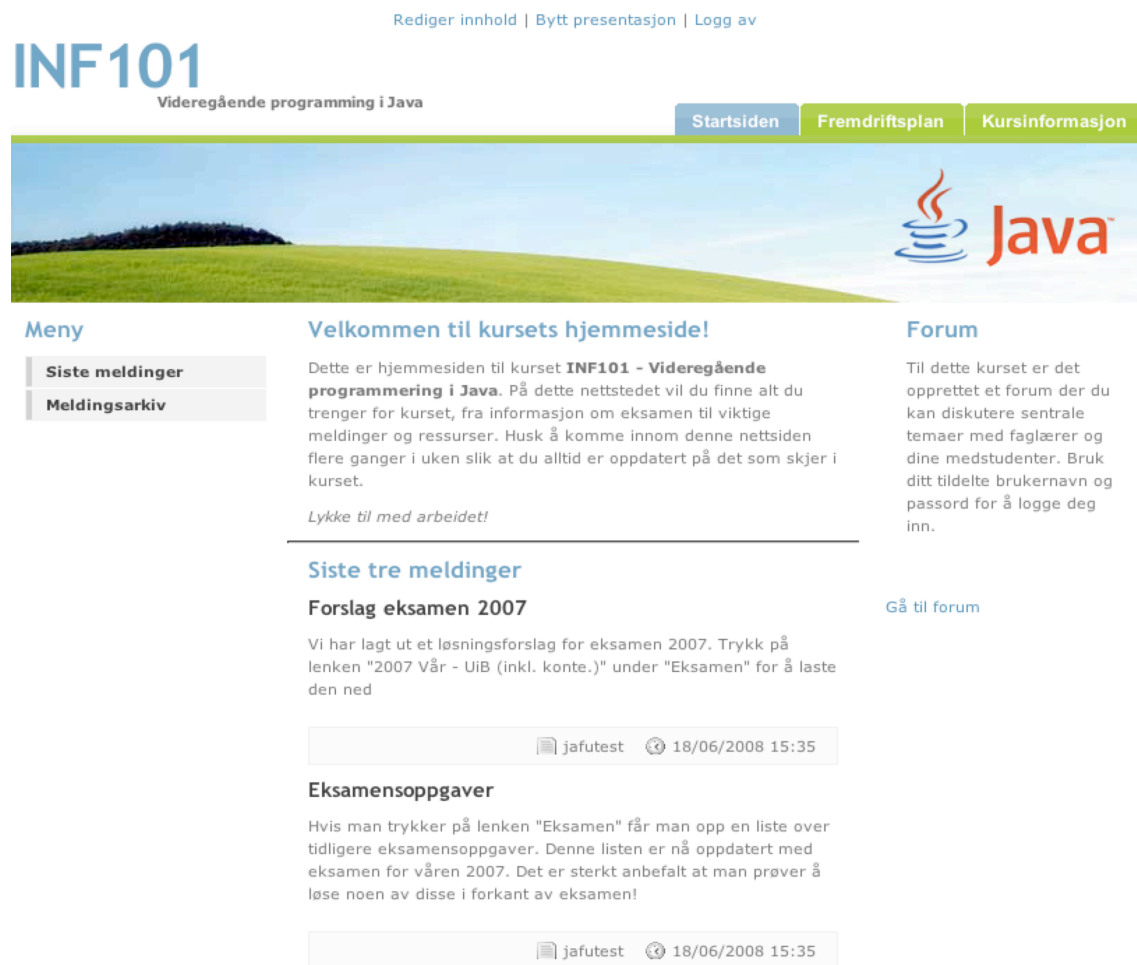 Rediger innhold | Bytt presentasjon | Logg av
INF101
Videregående programming i Java
Startsiden
Fremdriftsplan
Kursinformasjon
Java™
Meny
Siste meldinger
Meldingsarkiv
Velkommen til kursets hjemmeside!
Dette er hjemmesiden til kurset INF101 - Videregående
programmering i Java. På dette nettstedet vil du finne alt du
trenger for kurset, fra informasjon om eksamen til viktige
meldinger og ressurser. Husk å komme innom denne nettsiden
flere ganger i uken slik at du alltid er oppdatert på det som skjer i
kurset.
Lykke til med arbeidet!
Siste tre meldinger
Forslag eksamen 2007
Vi har lagt ut et løsningsforslag for eksamen 2007. Trykk på
lenken "2007 Vår - UiB (inkl. konte.)" under "Eksamen" for å laste
den ned
jafutest 18/06/2008 15:35
Eksamensoppgaver
Hvis man trykker på lenken "Eksamen" får man opp en liste over
tidligere eksamensoppgaver. Denne listen er nå oppdatert med
eksamen for våren 2007. Det er sterkt anbefalt at man prøver å
løse noen av disse i forkant av eksamen!
jafutest 18/06/2008 15:35
Forum
Til dette kurset er det
opprettet et forum der du
kan diskutere sentrale
temaer med faglærer og
dine medstudenter. Bruk
ditt tildelte brukernavn og
passord for å logge deg
inn.
Gå til forum